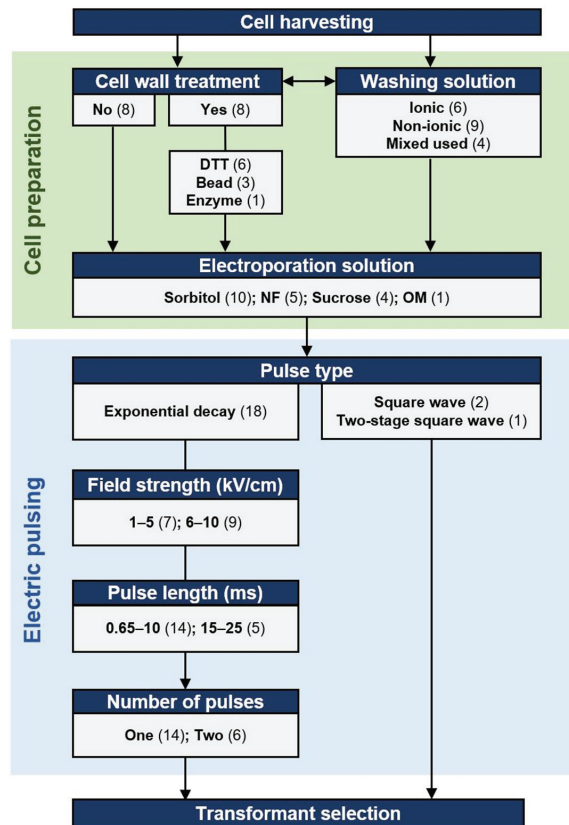 Cell harvesting
Cell preparation
Cell wall treatment
No (8)
Yes (8)
DTT (6)
Bead (3)
Enzyme (1)
Washing solution
Ionic (6)
Non-ionic (9)
Mixed used (4)
Electroporation solution
Sorbitol (10); NF (5); Sucrose (4); OM (1)
Electric pulsing
Pulse type
Exponential decay (18)
Square wave (2)
Two-stage square wave (1)
Field strength (kV/cm)
1–5 (7); 6–10 (9)
Pulse length (ms)
0.65–10 (14); 15–25 (5)
Number of pulses
One (14); Two (6)
Transformant selection